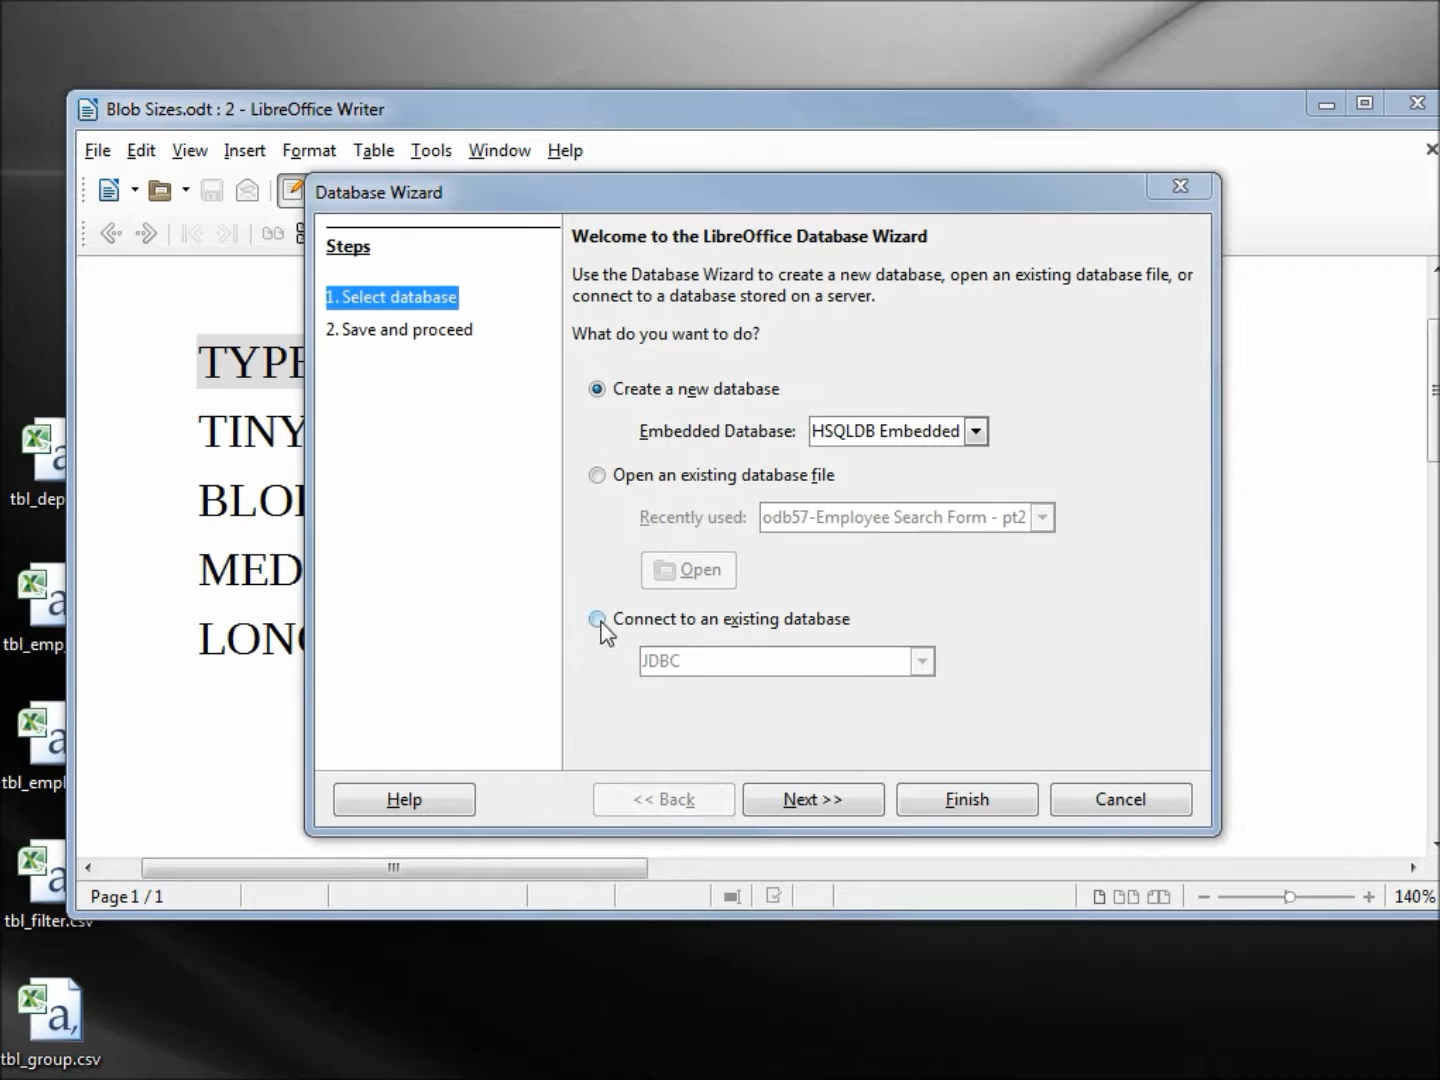 Blob Sizes.odt : 2 - LibreOffice Writer
File Edit View Insert Format Table Tools Window Help
Database Wizard
Steps
1. Select database
2. Save and proceed
Welcome to the LibreOffice Database Wizard
Use the Database Wizard to create a new database, open an existing database file, or
connect to a database stored on a server.
What do you want to do?
Create a new database
Embedded Database: HSQLDB Embedded
Open an existing database file
Recently used: odb57-Employee Search Form - pt2
Open
Connect to an existing database
JDBC
Help << Back Next >> Finish Cancel
TYPE
TINY
BLOB
MED
LONG
Page 1 / 1
140%
tbl_dep
tbl_emp_
tbl_empl
tbl_filter.csv
tbl_group.csv